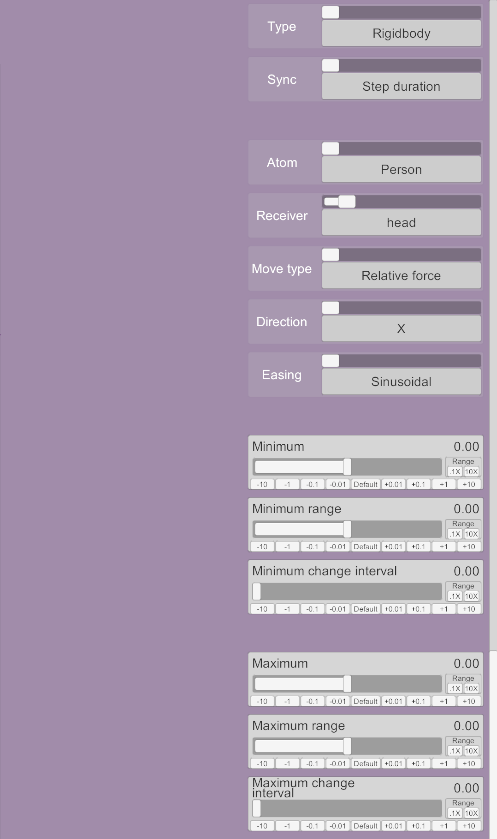 Type
Rigidbody
Sync
Step duration
Atom
Person
Receiver
head
Move type
Relative force
Direction
X
Easing
Sinusoidal
Minimum 0.00
Range
.1X 10X
-10 -1 -0.1 -0.01 Default +0.01 +0.1 +1 +10
Minimum range 0.00
Range
.1X 10X
-10 -1 -0.1 -0.01 Default +0.01 +0.1 +1 +10
Minimum change interval 0.00
Range
.1X 10X
-10 -1 -0.1 -0.01 Default +0.01 +0.1 +1 +10
Maximum 0.00
Range
.1X 10X
-10 -1 -0.1 -0.01 Default +0.01 +0.1 +1 +10
Maximum range 0.00
Range
.1X 10X
-10 -1 -0.1 -0.01 Default +0.01 +0.1 +1 +10
Maximum change
interval 0.00
Range
.1X 10X
-10 -1 -0.1 -0.01 Default +0.01 +0.1 +1 +10